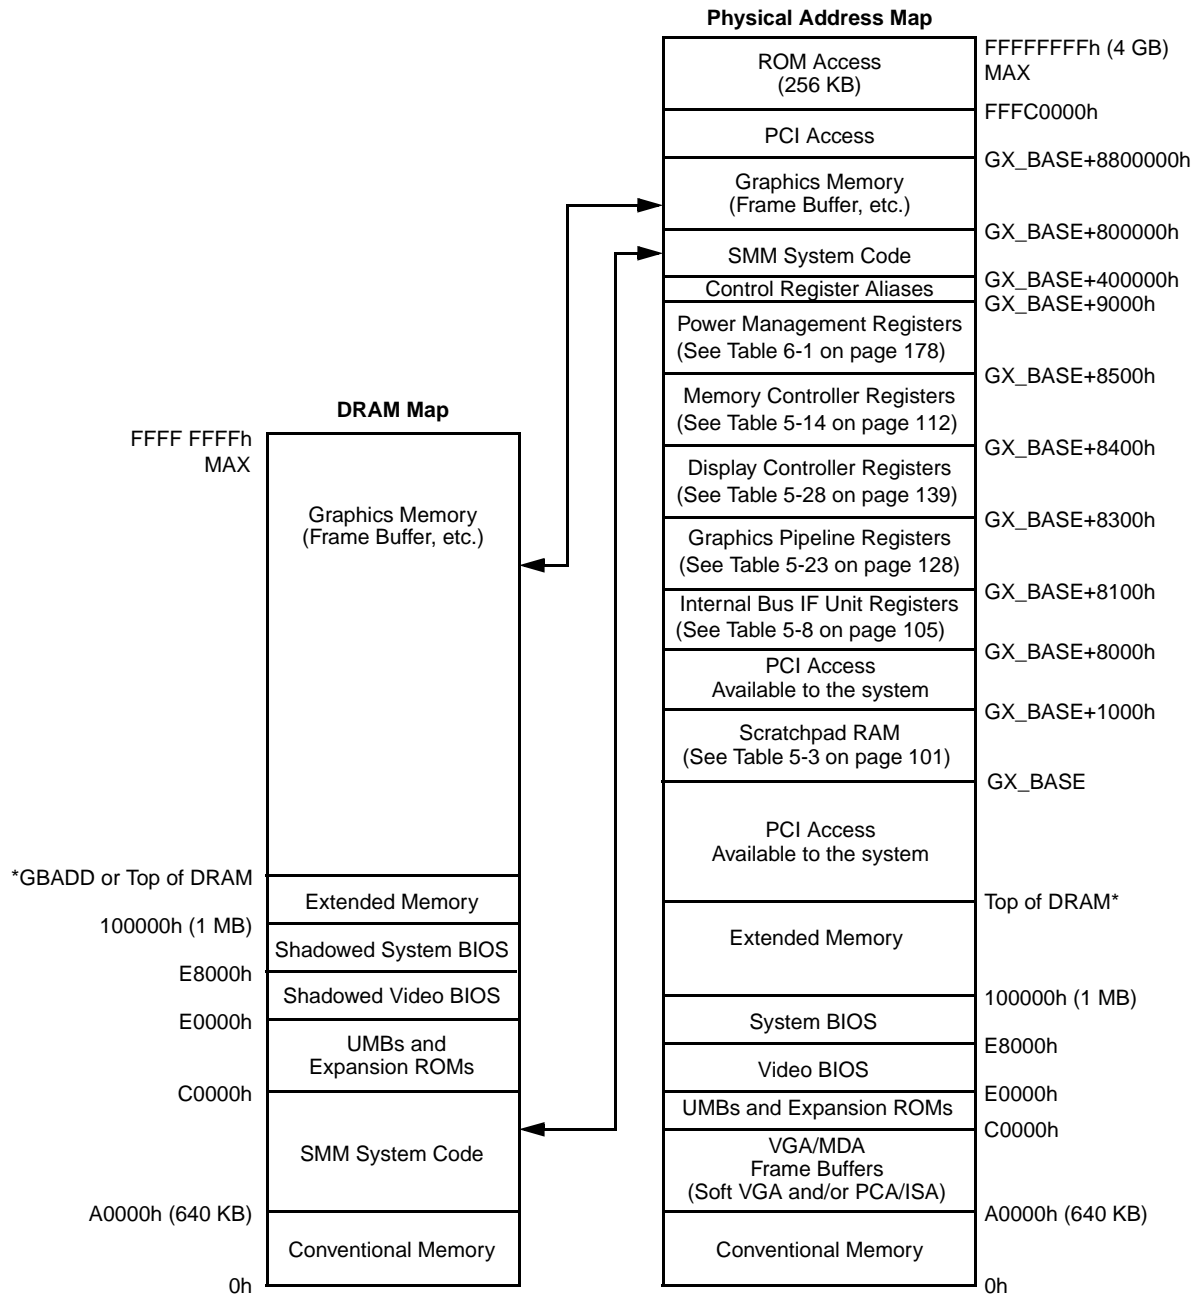 Physical Address Map
ROM Access
(256 KB)
FFFFFFFFh (4 GB)
MAX
FFFC0000h
PCI Access
GX_BASE+8800000h
Graphics Memory
(Frame Buffer, etc.)
GX_BASE+800000h
SMM System Code
GX_BASE+400000h
Control Register Aliases
GX_BASE+9000h
Power Management Registers
(See Table 6-1 on page 178)
GX_BASE+8500h
Memory Controller Registers
(See Table 5-14 on page 112)
GX_BASE+8400h
Display Controller Registers
(See Table 5-28 on page 139)
GX_BASE+8300h
Graphics Pipeline Registers
(See Table 5-23 on page 128)
GX_BASE+8100h
Internal Bus IF Unit Registers
(See Table 5-8 on page 105)
GX_BASE+8000h
PCI Access
Available to the system
GX_BASE+1000h
Scratchpad RAM
(See Table 5-3 on page 101)
GX_BASE
PCI Access
Available to the system
Top of DRAM*
Extended Memory
100000h (1 MB)
System BIOS
E8000h
Video BIOS
E0000h
UMBs and Expansion ROMs
C0000h
VGA/MDA
Frame Buffers
(Soft VGA and/or PCA/ISA)
A0000h (640 KB)
Conventional Memory
0h
DRAM Map
FFFF FFFFh
MAX
Graphics Memory
(Frame Buffer, etc.)
*GBADD or Top of DRAM
Extended Memory
100000h (1 MB)
Shadowed System BIOS
E8000h
Shadowed Video BIOS
E0000h
UMBs and
Expansion ROMs
C0000h
SMM System Code
A0000h (640 KB)
Conventional Memory
0h